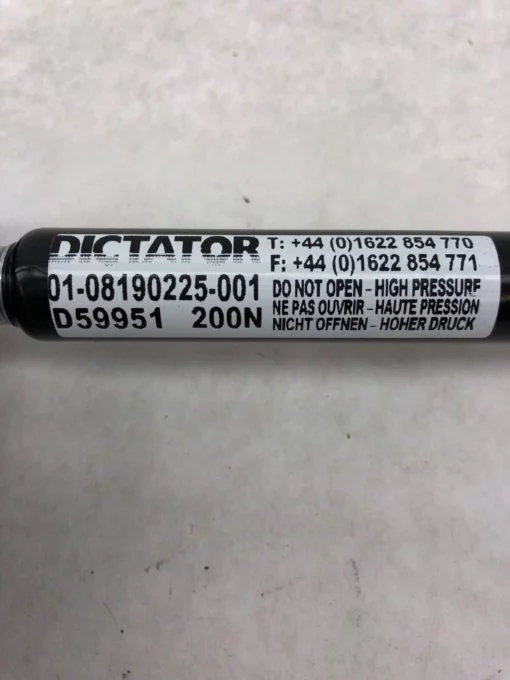 DICTATOR
01-08190225-001
D59951 200N
T: +44 (0)1622 854 770
F: +44 (0)1622 854 771
DO NOT OPEN - HIGH PRESSURE
NE PAS OUVRIR - HAUTE PRESSION
NICHT OFFNEN - HOHER DRUCK